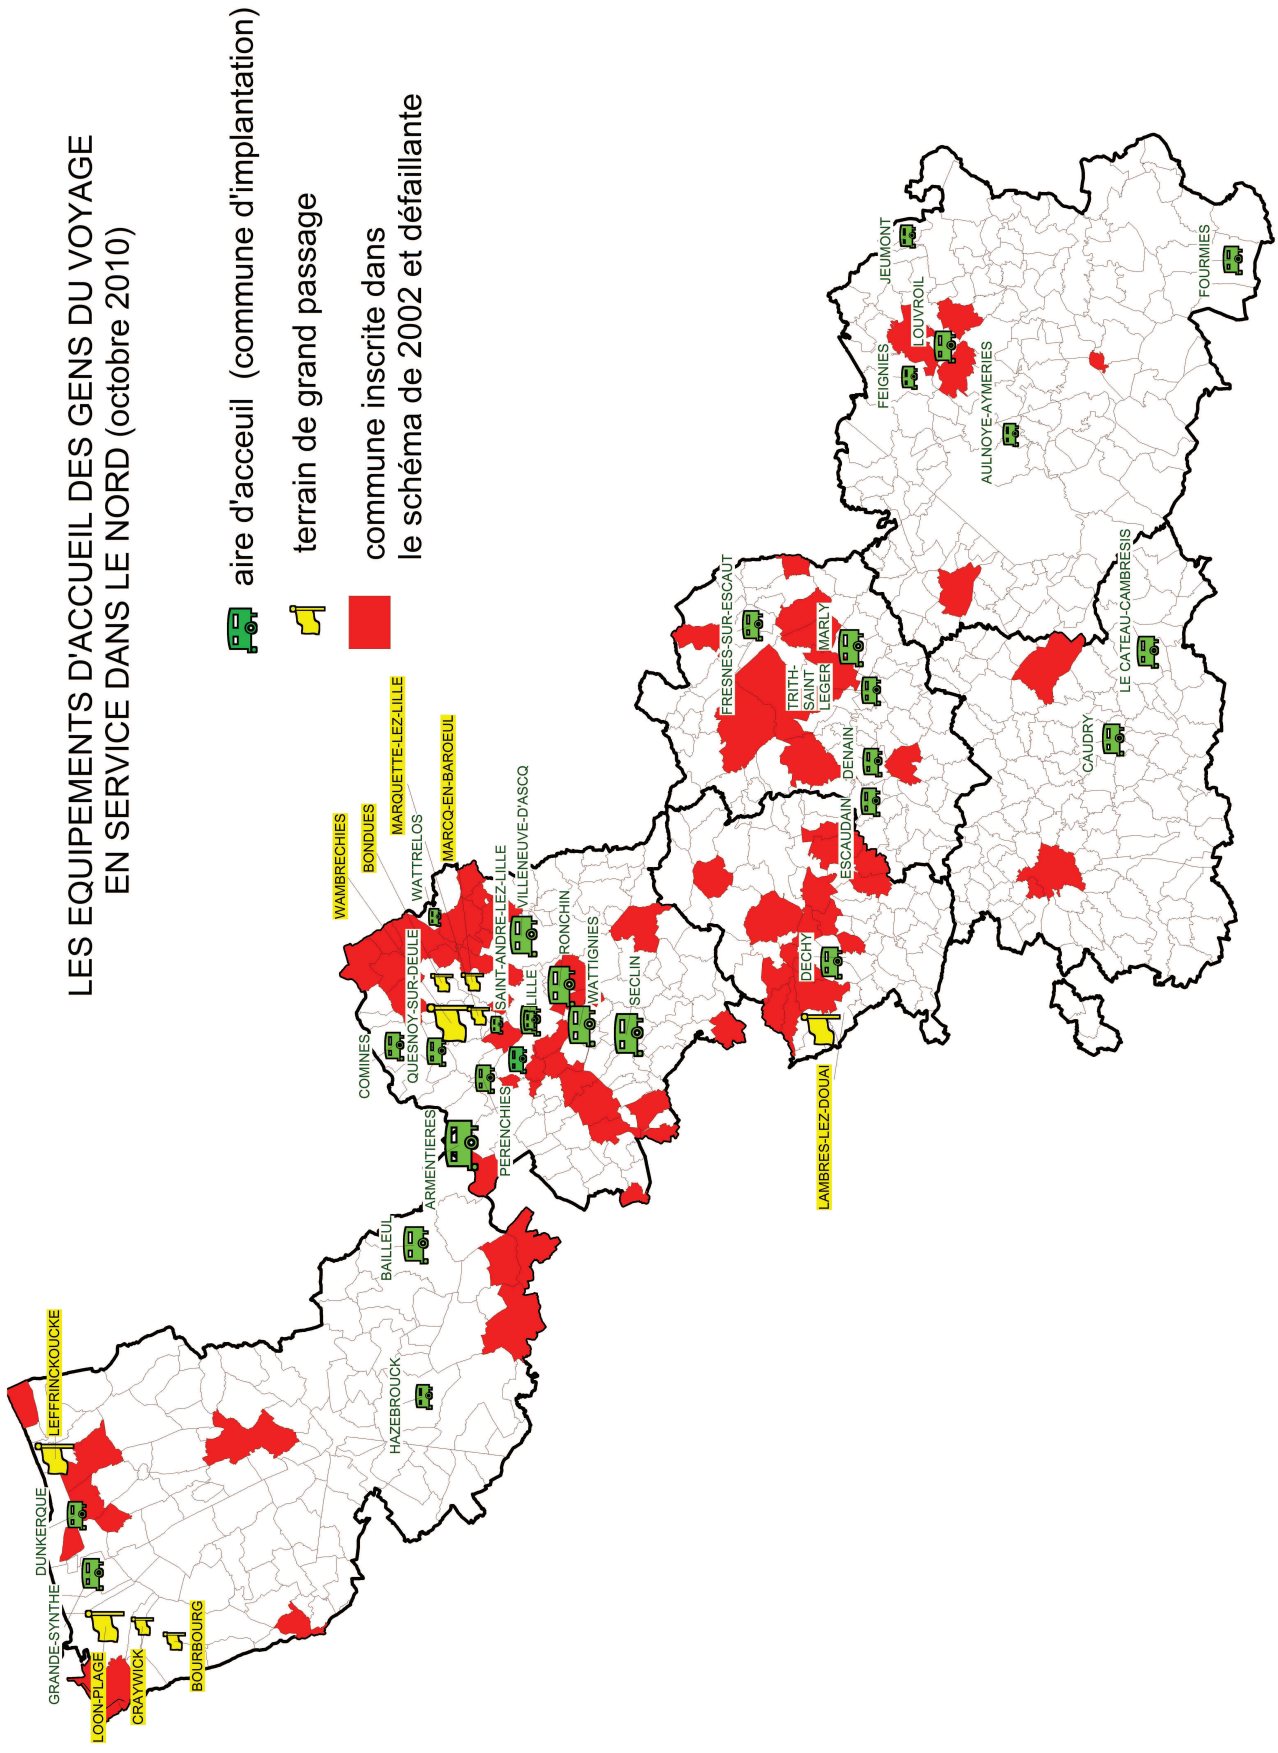 LES EQUIPEMENTS D'ACCUEIL DES GENS DU VOYAGE
EN SERVICE DANS LE NORD (octobre 2010)
aire d'acceuil (commune d'implantation)
terrain de grand passage
commune inscrite dans
le schéma de 2002 et défaillante
LEFFRINCKOUCKE
DUNKERQUE
GRANDE-SYNTHE
LOON-PLAGE
CRAYWICK
BOURBOURG
HAZEBROUCK
BAILLEUL
ARMENTIERES
PERENCHIES
COMINES
QUESNOY-SUR-DEULE
WAMBRECHIES
BONDUES
MARQUETTE-LEZ-LILLE
WATTRELOS
MARCQ-EN-BAROEUL
SAINT-ANDRE-LEZ-LILLE
VILLENEUVE-D'ASCQ
LILLE
RONCHIN
WATTIGNIES
SECLIN
LAMBRES-LEZ-DOUAI
DECHY
ESCAUDAIN
DENAIN
FRESNES-SUR-ESCAUT
TRITH-
SAINT
LEGER
MARLY
CAUDRY
LE CATEAU-CAMBRESIS
AULNOYE-AYMERIES
FEIGNIES
LOUVROIL
JEUMONT
FOURMIES